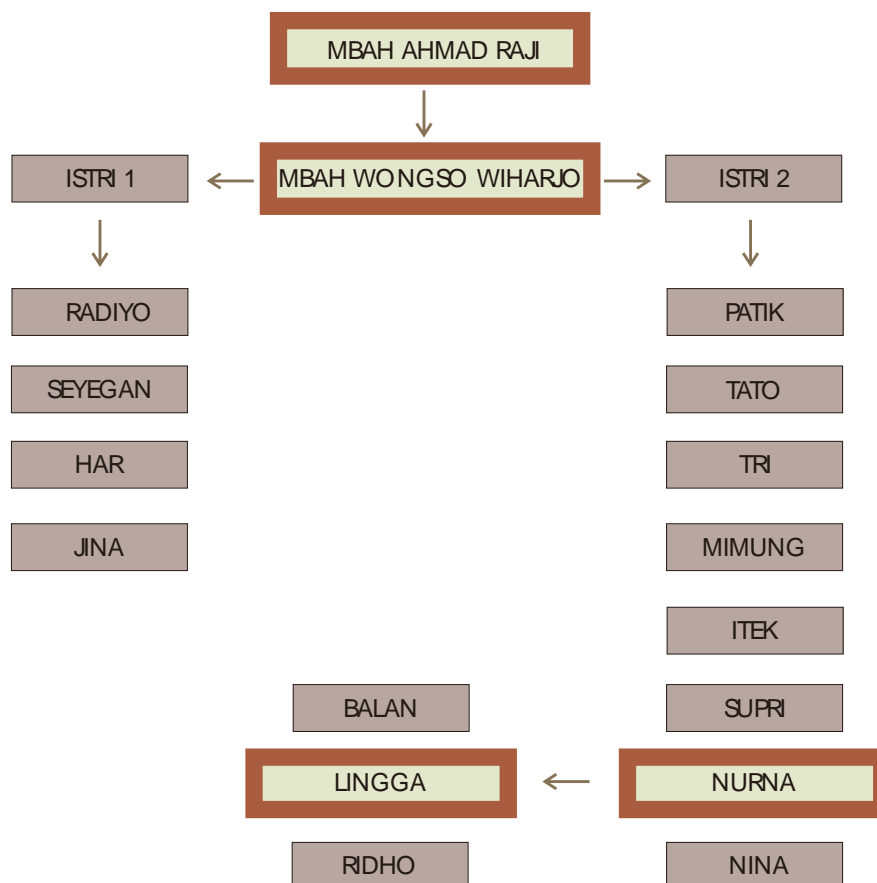 MBAH AHMAD RAJI
ISTRI 1
MBAH WONGSO WIHARJO
ISTRI 2
RADIYO
PATIK
SEYEGAN
TATO
HAR
TRI
JINA
MIMUNG
ITEK
BALAN
SUPRI
LINGGA
NURNA
RIDHO
NINA